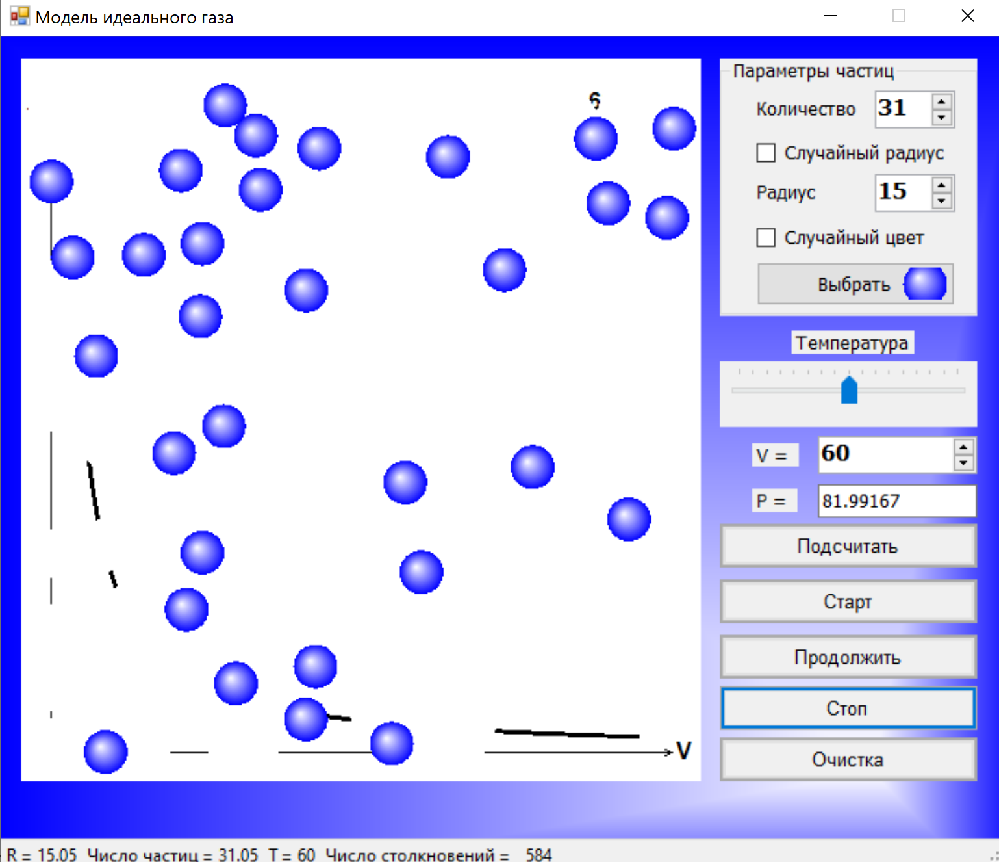 Модель идеального газа
Параметры частиц
Количество 31
Случайный радиус
Радиус 15
Случайный цвет
Выбрать
Температура
V = 60
P = 81.99167
Подсчитать
Старт
Продолжить
Стоп
Очистка
V
R = 15.05 Число частиц = 31.05 T = 60 Число столкновений = 584